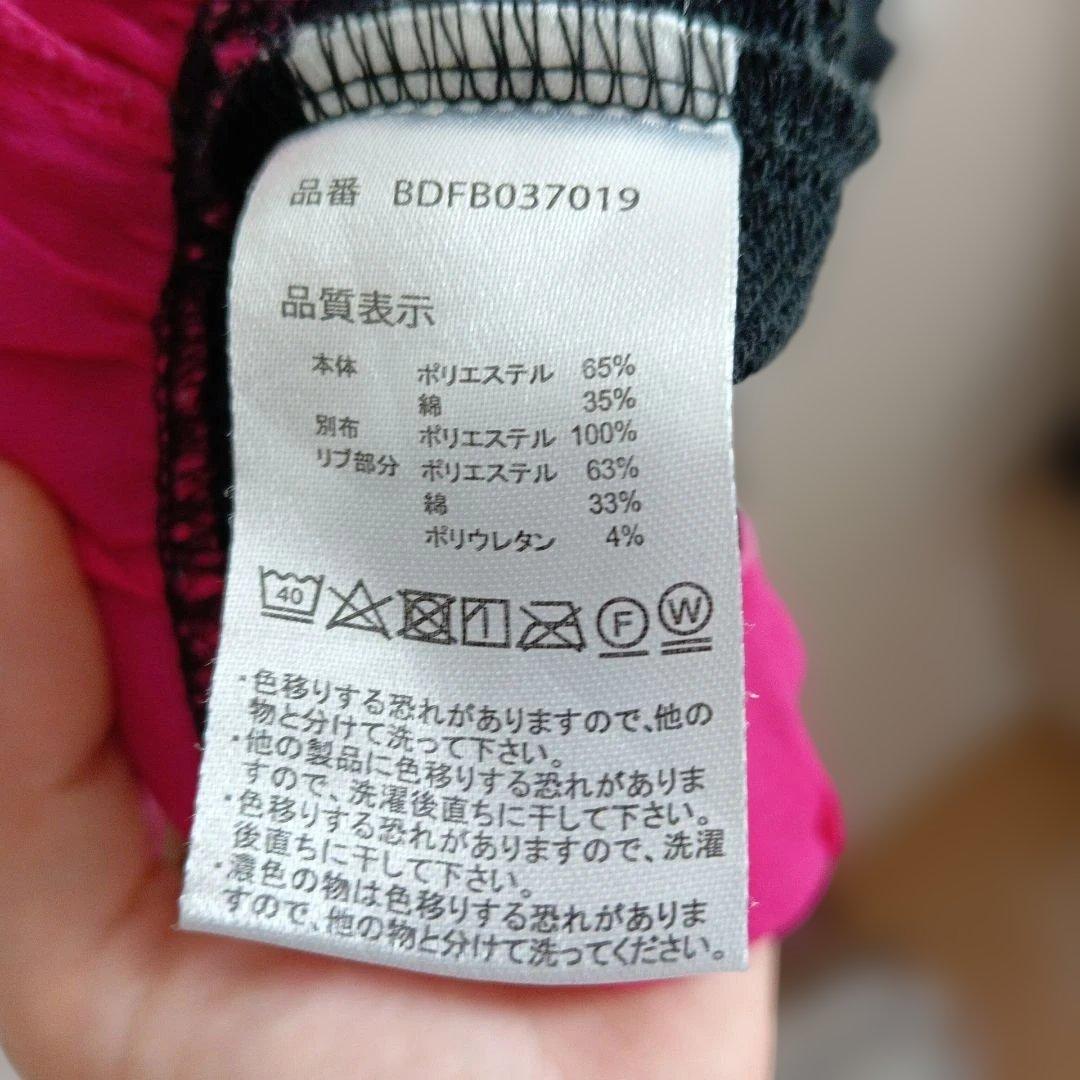 品番 BDFB037019
品質表示
本体 ポリエステル 65%
綿 35%
別布 ポリエステル 100%
リブ部分 ポリエステル 63%
綿 33%
ポリウレタン 4%
40 F W
・色移りする恐れがありますので、他の
物と分けて洗って下さい。
・他の製品に色移りする恐れがありま
すので、洗濯後直ちに干して下さい。
・色移りする恐れがありますので、洗濯
後直ちに干して下さい。
・濃色の物は色移りする恐れがありま
すので、他の物と分けて洗ってください。